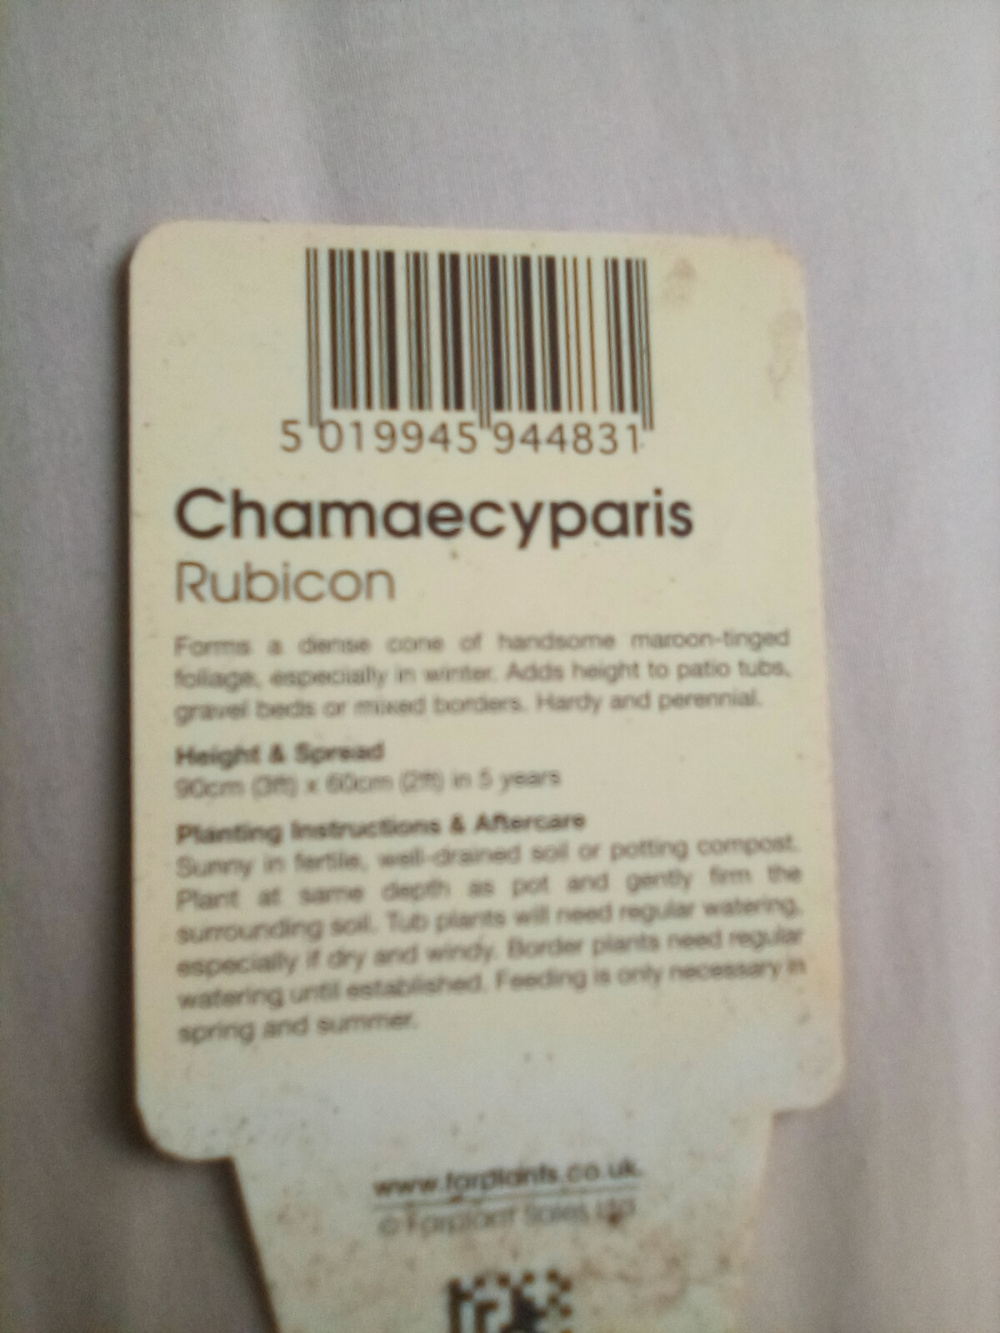 5 019945 944831
Chamaecyparis
Rubicon
Forms a dense cone of handsome maroon-tinged
foliage, especially in winter. Adds height to patio tubs,
gravel beds or mixed borders. Hardy and perennial.
Height & Spread
90cm (3ft) x 60cm (2ft) in 5 years
Planting Instructions & Aftercare
Sunny in fertile, well-drained soil or potting compost.
Plant at same depth as pot and gently firm the
surrounding soil. Tub plants will need regular watering,
especially if dry and windy. Border plants need regular
watering until established. Feeding is only necessary in
spring and summer.
www.farplants.co.uk
© Farplant Sales Ltd